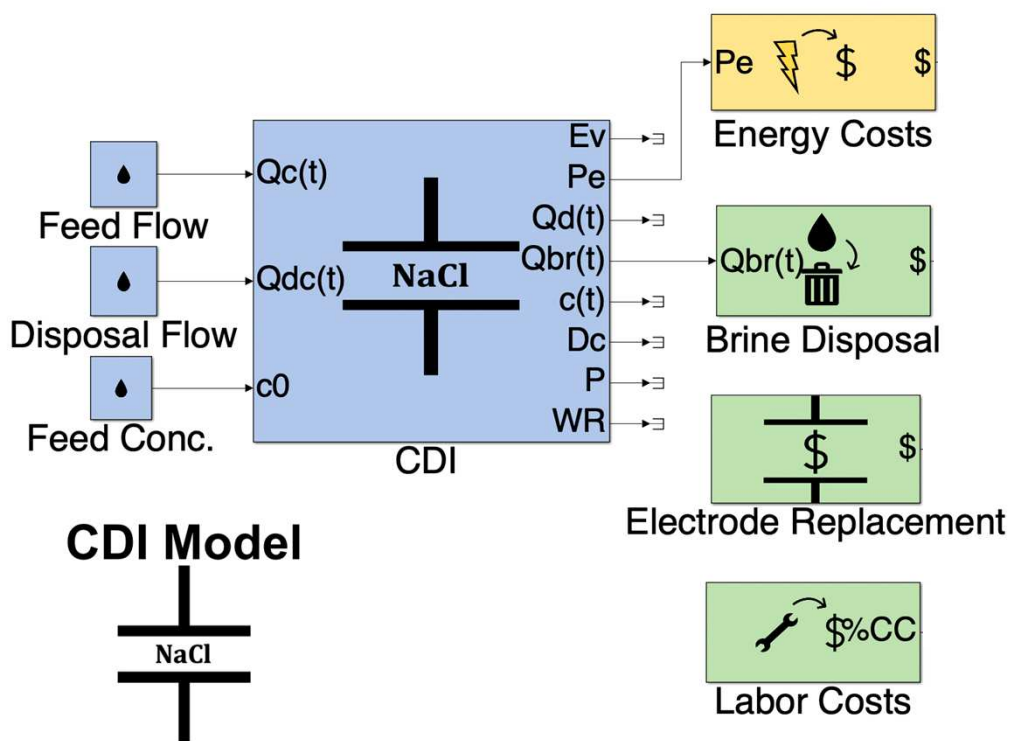 Pe
$
$
Energy Costs
Feed Flow
Disposal Flow
Feed Conc.
Qc(t)
Qdc(t)
c0
NaCl
Ev
Pe
Qd(t)
Qbr(t)
c(t)
Dc
P
WR
CDI
Qbr(t)
$
Brine Disposal
$
$
Electrode Replacement
$%CC
Labor Costs
CDI Model
NaCl